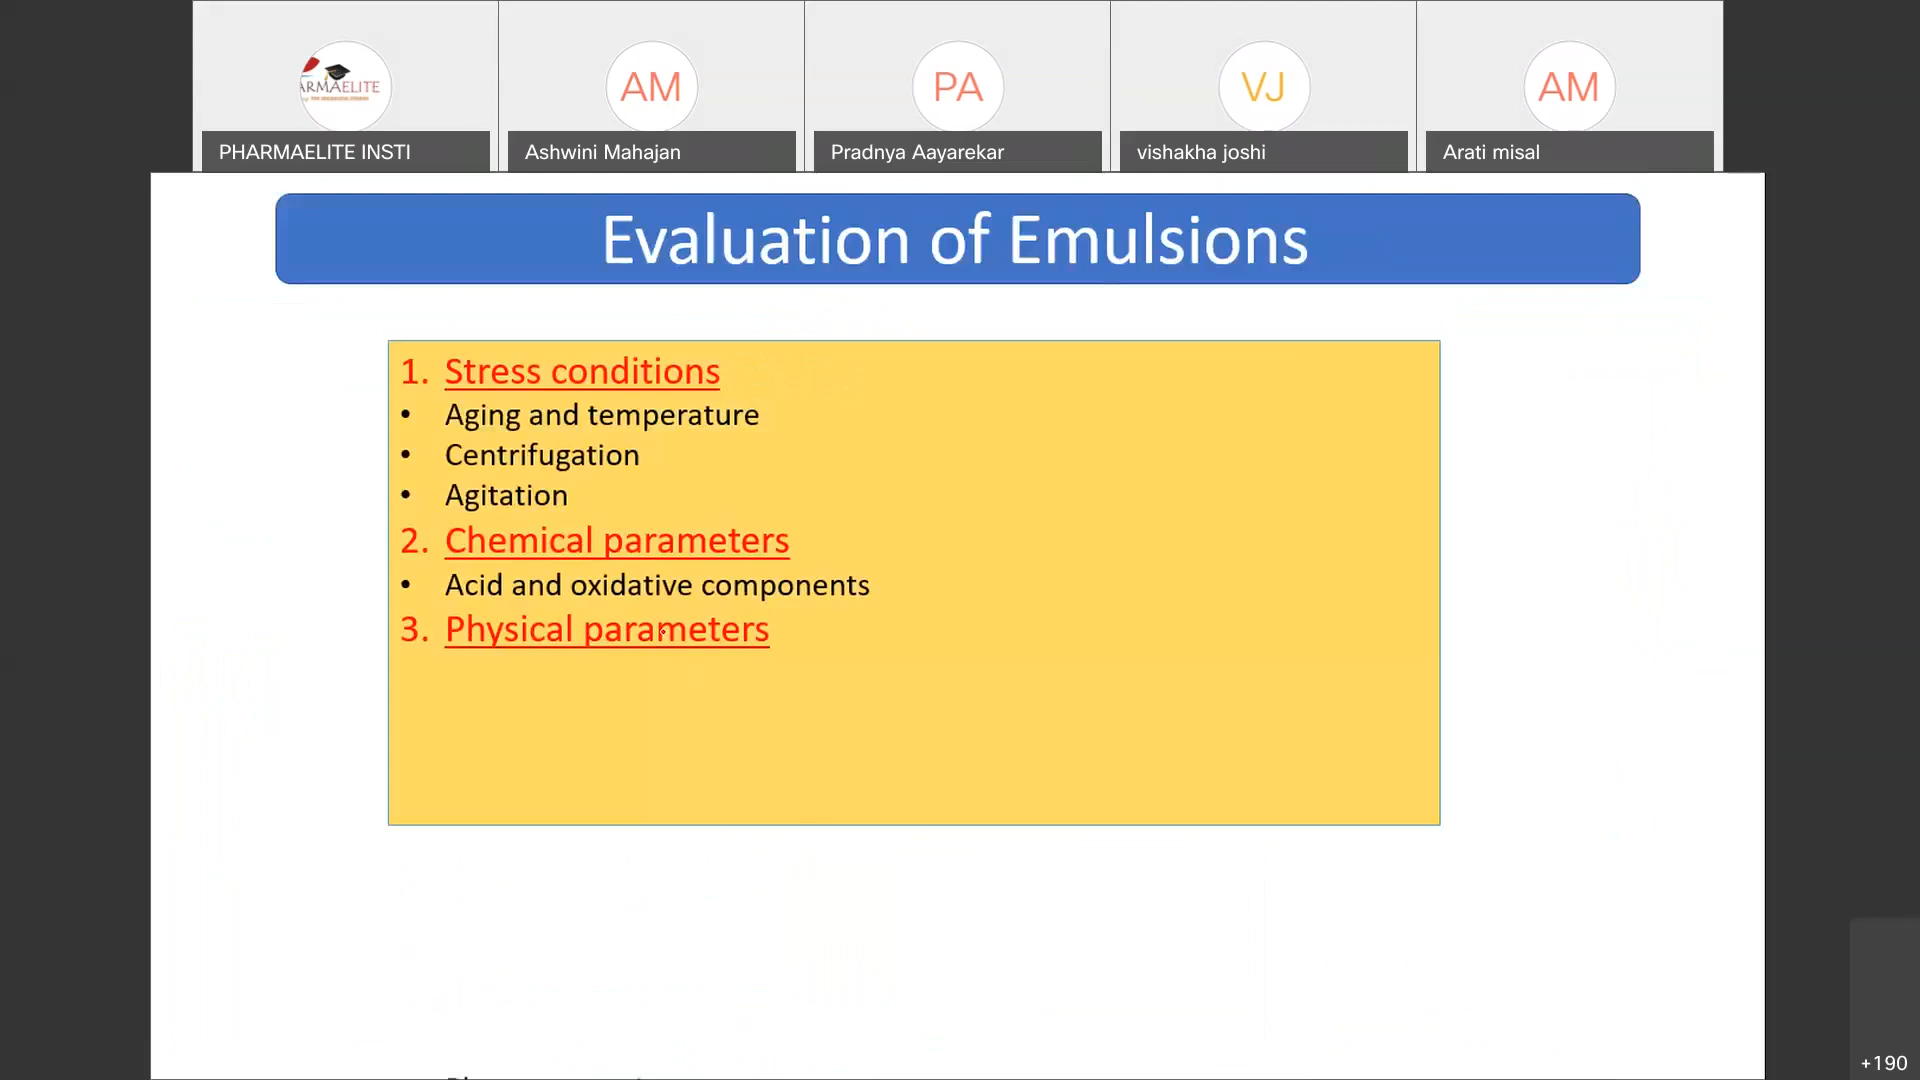 ARMAELITE
AM
PA
VJ
AM
PHARMAELITE INSTI
Ashwini Mahajan
Pradnya Aayarekar
vishakha joshi
Arati misal
Evaluation of Emulsions
1. Stress conditions
• Aging and temperature
• Centrifugation
• Agitation
2. Chemical parameters
• Acid and oxidative components
3. Physical parameters
+190